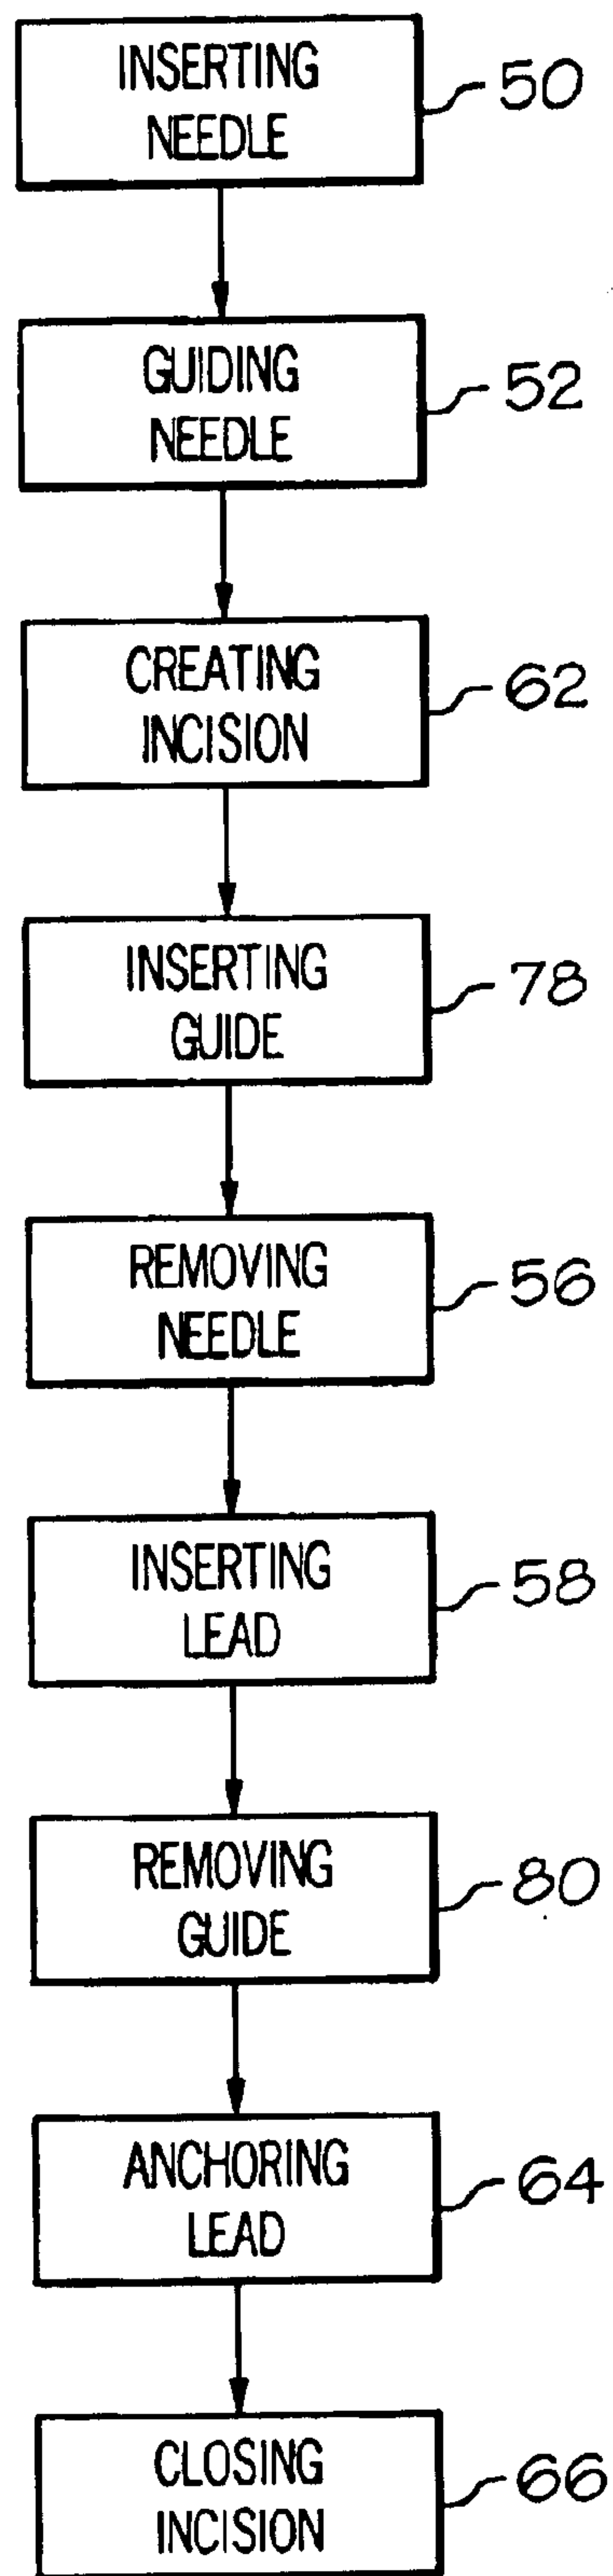 INSERTING
NEEDLE
50
GUIDING
NEEDLE
52
CREATING
INCISION
62
INSERTING
GUIDE
78
REMOVING
NEEDLE
56
INSERTING
LEAD
58
REMOVING
GUIDE
80
ANCHORING
LEAD
64
CLOSING
INCISION
66